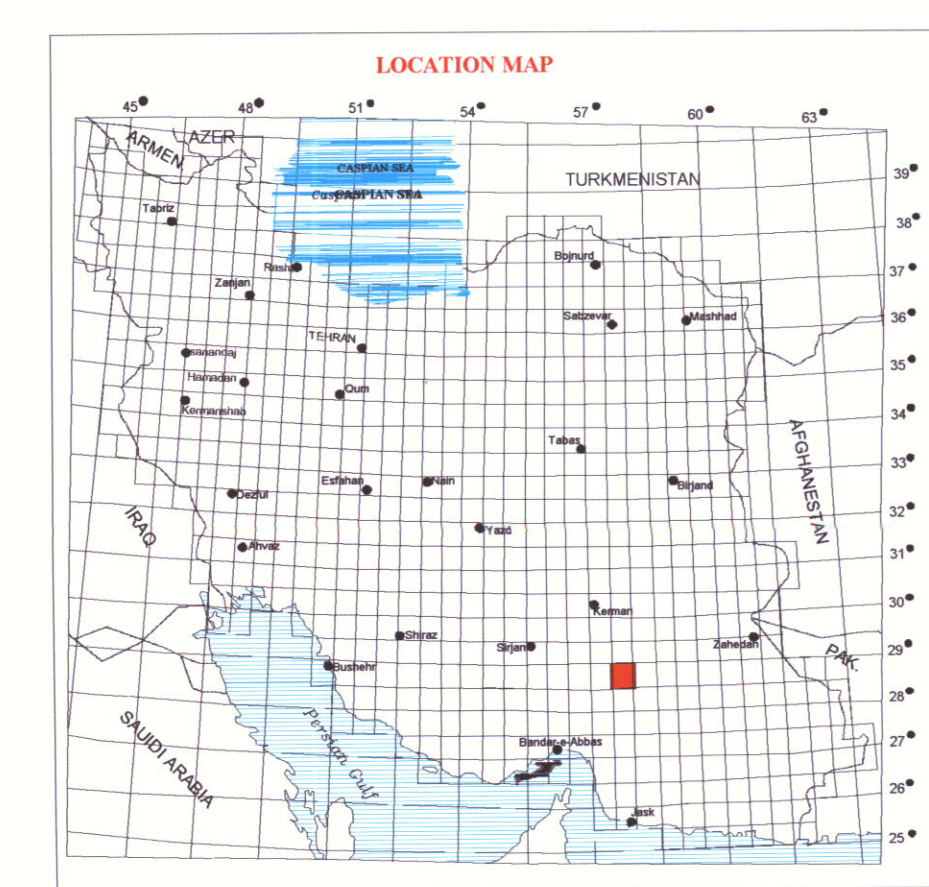 LOCATION MAP
45° 48° 51° 54° 57° 60° 63°
ARMEN.
AZER
CASPIAN SEA
Caspian
CASPIAN SEA
TURKMENISTAN
39°
Tabriz
38°
Bojnurd
Rasht
37°
Zanjan
Sabzevar
Mashhad
36°
TEHRAN
sanandaj
35°
Hamadan
Qum
Kermanshah
34°
Tabas
AFGHANESTAN
33°
Esfahan
Nain
Birjand
Dezful
32°
IRAQ
Yazd
Ahvaz
31°
30°
Kerman
Shiraz
Sirjan
Zahedan
29°
PAK.
Bushehr
28°
SAUIDI ARABIA
Persian Gulf
27°
Bandar-e-Abbas
26°
Jask
25°